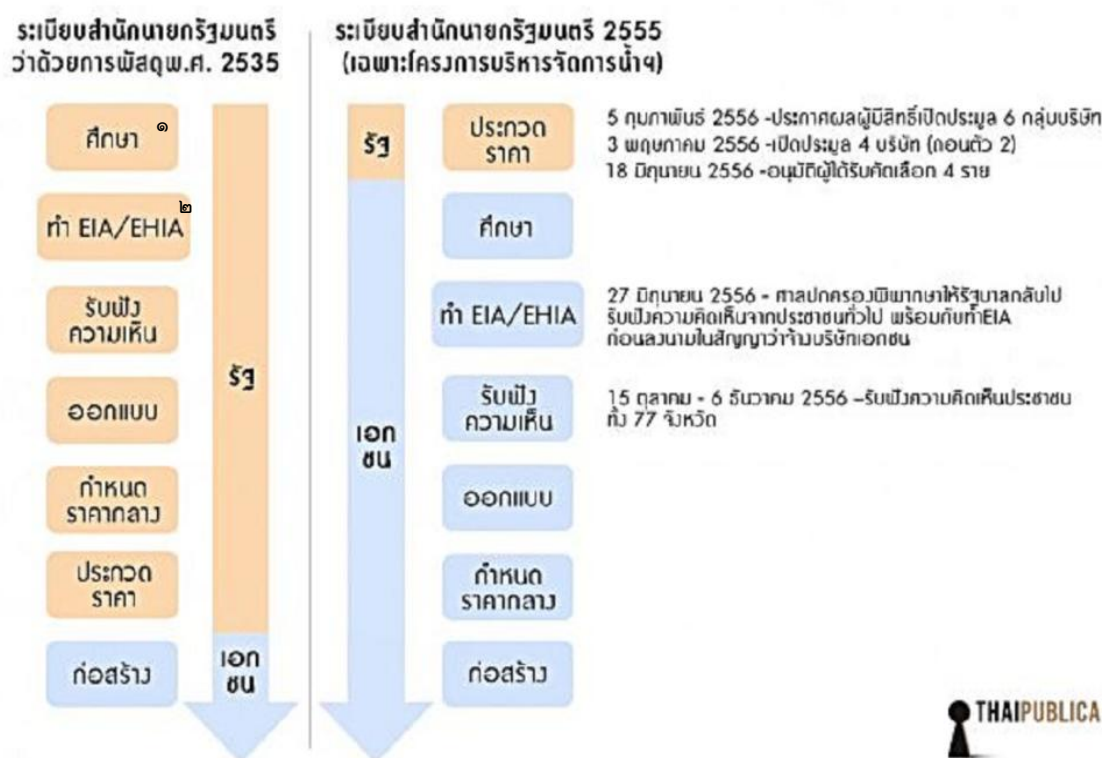 ระเบียบสำนักนายกรัฐมนตรี
ว่าด้วยการพัสดุพ.ศ. 2535
ศึกษา ๑
ทำ EIA/EHIA ๒
รับฟัง
ความเห็น
ออกแบบ
กำหนด
ราคากลาง
ประกวด
ราคา
ก่อสร้าง
รัฐ
เอก
ชน
ระเบียบสำนักนายกรัฐมนตรี 2555
(เฉพาะโครงการบริหารจัดการน้ำฯ)
รัฐ
เอก
ชน
ประกวด
ราคา
5 กุมภาพันธ์ 2556 -ประกาศผลผู้มีสิทธิ์เปิดประมูล 6 กลุ่มบริษัท
3 พฤษภาคม 2556 -เปิดประมูล 4 บริษัท (ถอนตัว 2)
18 มิถุนายน 2556 -อนุมัติผู้ได้รับคัดเลือก 4 ราย
ศึกษา
ทำ EIA/EHIA
27 มิถุนายน 2556 - ศาลปกครองพิพากษาให้รัฐบาลกลับไป
รับฟังความคิดเห็นจากประชาชนทั่วไป พร้อมกับทำEIA
ก่อนลงนามในสัญญาว่าจ้างบริษัทเอกชน
รับฟัง
ความเห็น
15 ตุลาคม - 6 ธันวาคม 2556 –รับฟังความคิดเห็นประชาชน
ทั้ง 77 จังหวัด
ออกแบบ
กำหนด
ราคากลาง
ก่อสร้าง
THAIPUBLICA